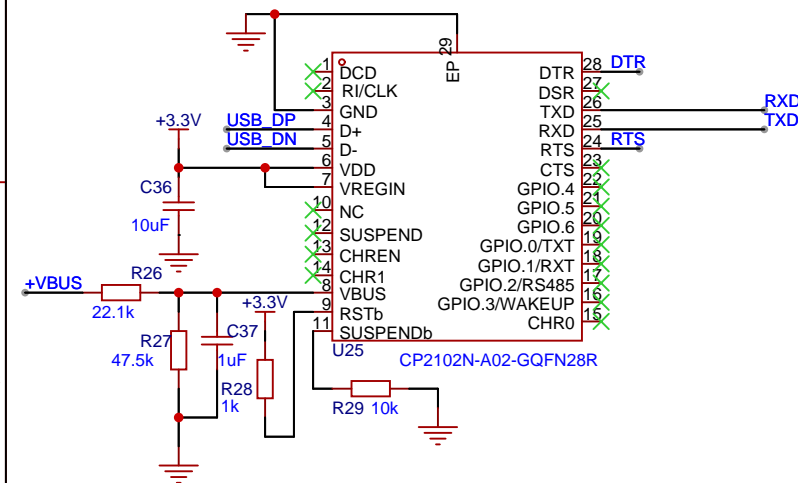 29
EP
1 DCD
2 RI/CLK
3 GND
USB_DP 4 D+
USB_DN 5 D-
+3.3V
6 VDD
7 VREGIN
C36
10uF
10 NC
12 SUSPEND
13 CHREN
14 CHR1
+VBUS R26 8 VBUS
22.1k
+3.3V 9 RSTb
11 SUSPENDb
R27
47.5k
C37
1uF
R28
1k
R29 10k
U25
CP2102N-A02-GQFN28R
DTR 28 DTR
DSR 27
TXD 26 RXD
RXD 25 TXD
RTS 24 RTS
CTS 23
GPIO.4 22
GPIO.5 21
GPIO.6 20
GPIO.0/TXT 19
GPIO.1/RXT 18
GPIO.2/RS485 17
GPIO.3/WAKEUP 16
CHR0 15